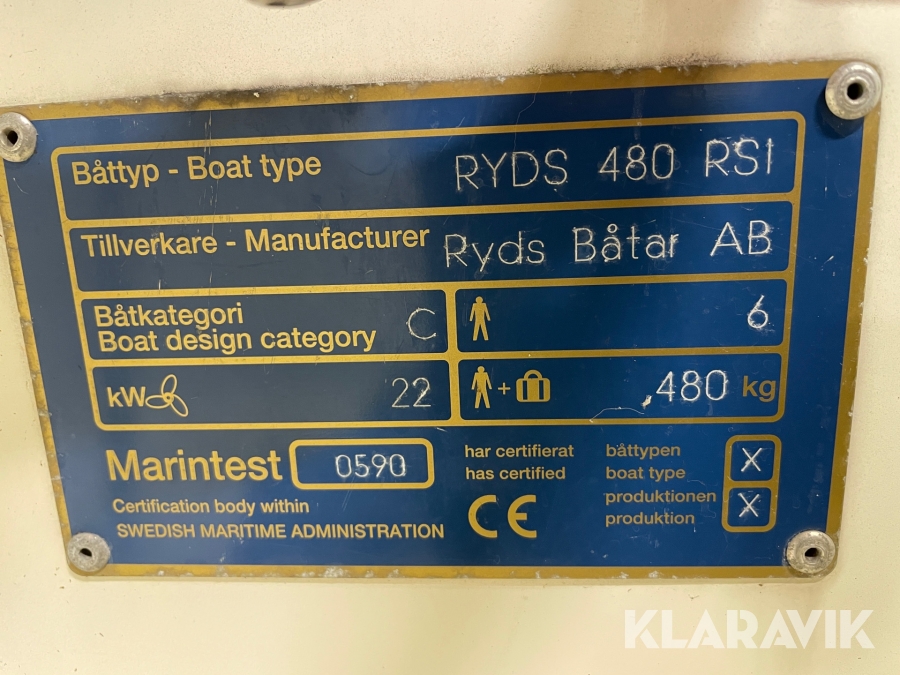 Båttyp - Boat type RYDS 480 RSI
Tillverkare - Manufacturer Ryds Båtar AB
Båtkategori
Boat design category C
6
kW 22
+ 480 kg
Marintest 0590
Certification body within
SWEDISH MARITIME ADMINISTRATION
har certifierat
has certified
CE
båttypen
boat type X
produktionen
produktion X
KLARAVIK